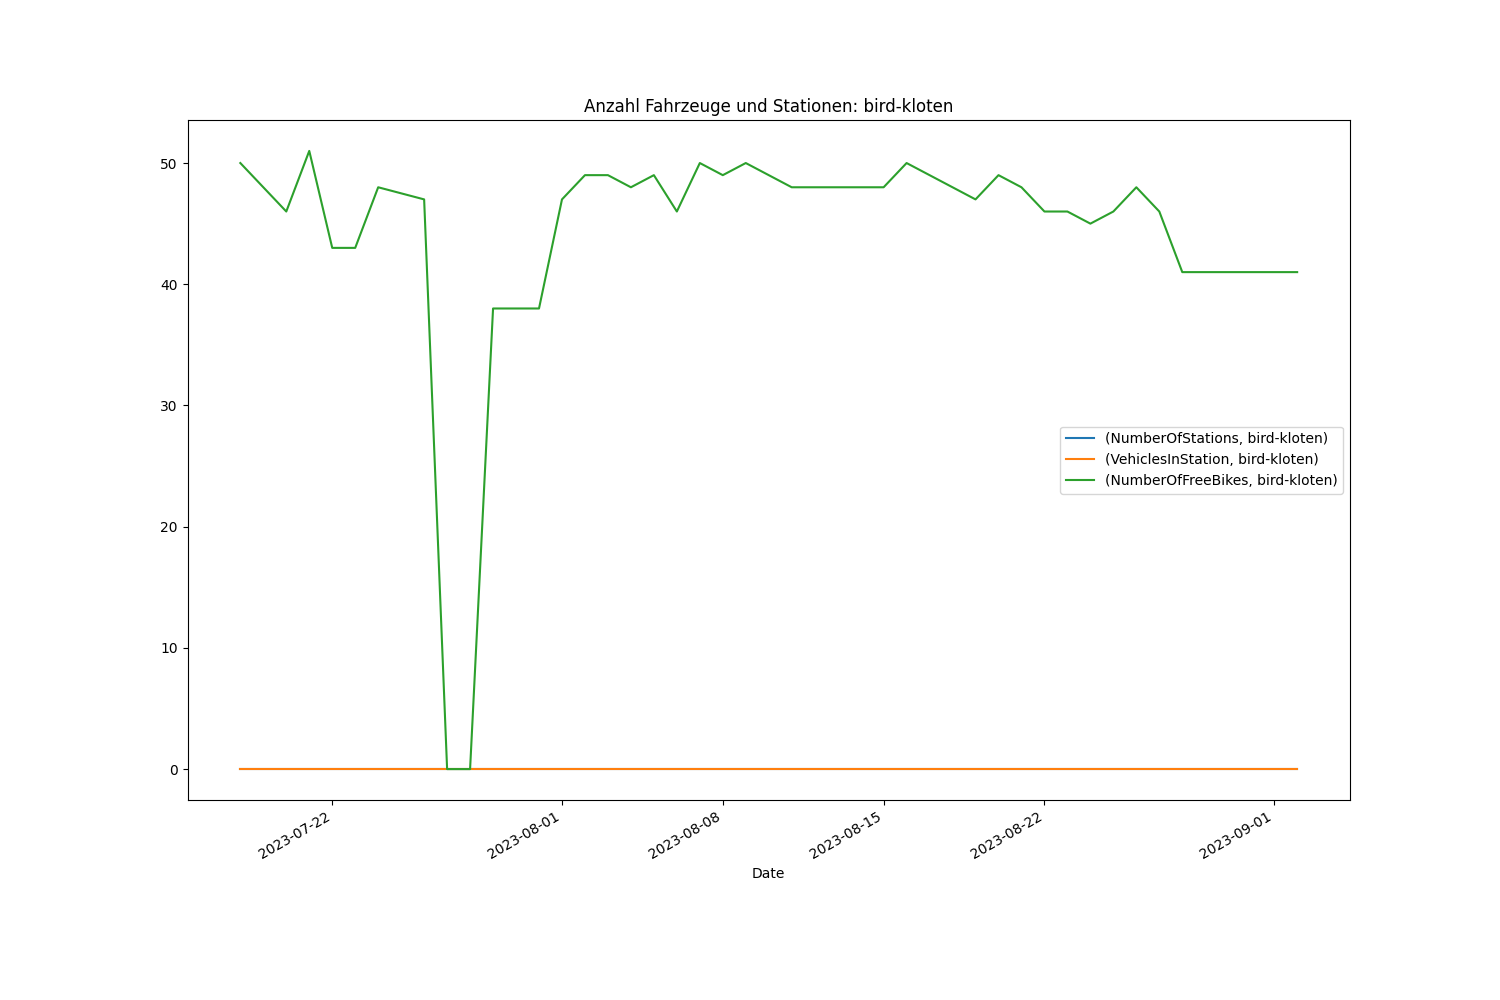 Anzahl Fahrzeuge und Stationen: bird-kloten
50
40
30
20
10
0
(NumberOfStations, bird-kloten)
(VehiclesInStation, bird-kloten)
(NumberOfFreeBikes, bird-kloten)
2023-07-22
2023-08-01
2023-08-08
2023-08-15
2023-08-22
2023-09-01
Date